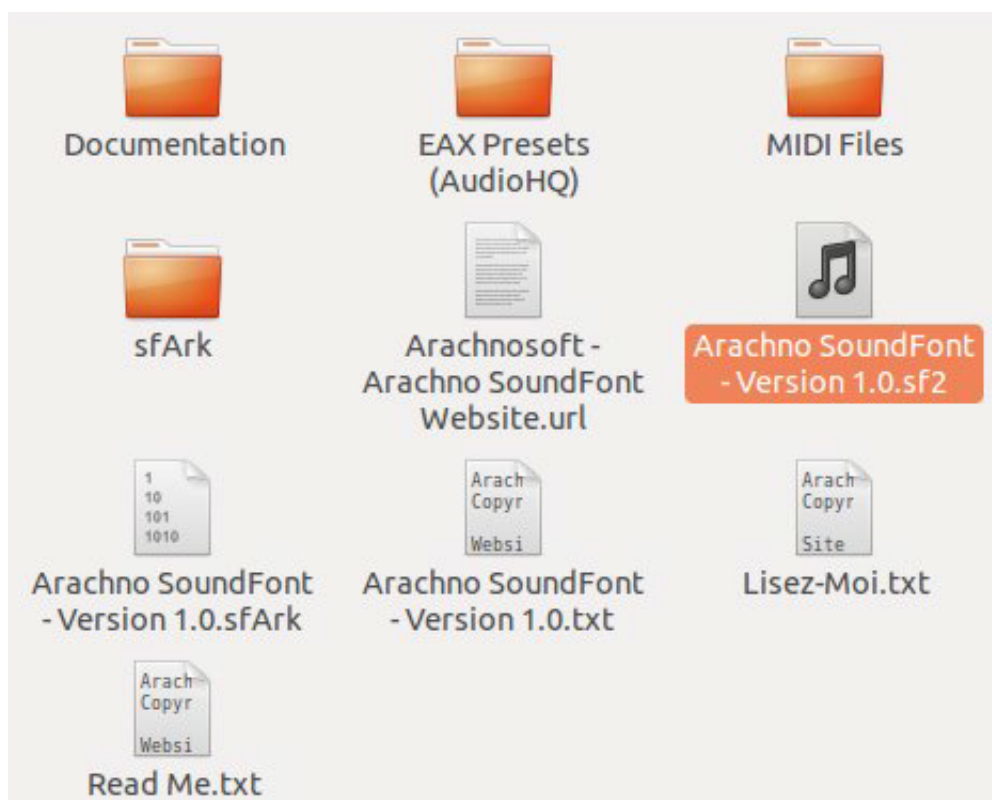 Documentation
EAX Presets
(AudioHQ)
MIDI Files
sfArk
Arachnosoft -
Arachno SoundFont
Website.url
Arachno SoundFont
- Version 1.0.sf2
1
10
101
1010
Arachno SoundFont
- Version 1.0.sfArk
Arach
Copyr
Websi
Arachno SoundFont
- Version 1.0.txt
Arach
Copyr
Site
Lisez-Moi.txt
Arach
Copyr
Websi
Read Me.txt